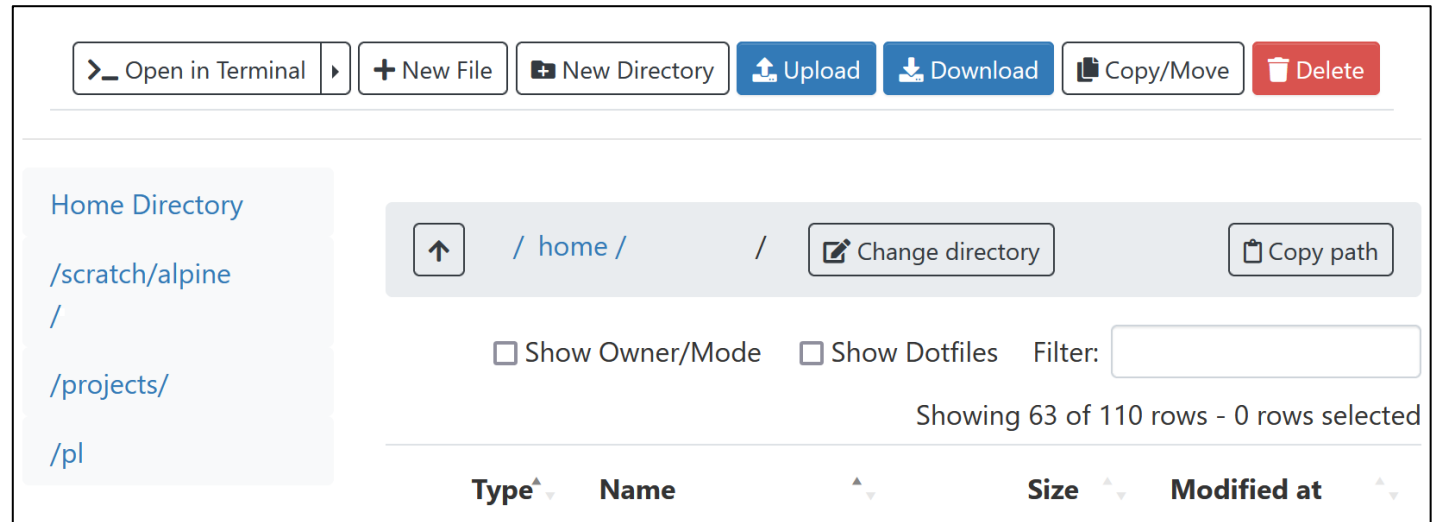 Open in Terminal New File New Directory Upload Download Copy/Move Delete
Home Directory
/scratch/alpine
/
/projects/
/pl
/ home / / Change directory Copy path
Show Owner/Mode Show Dotfiles Filter:
Showing 63 of 110 rows - 0 rows selected
Type Name Size Modified at